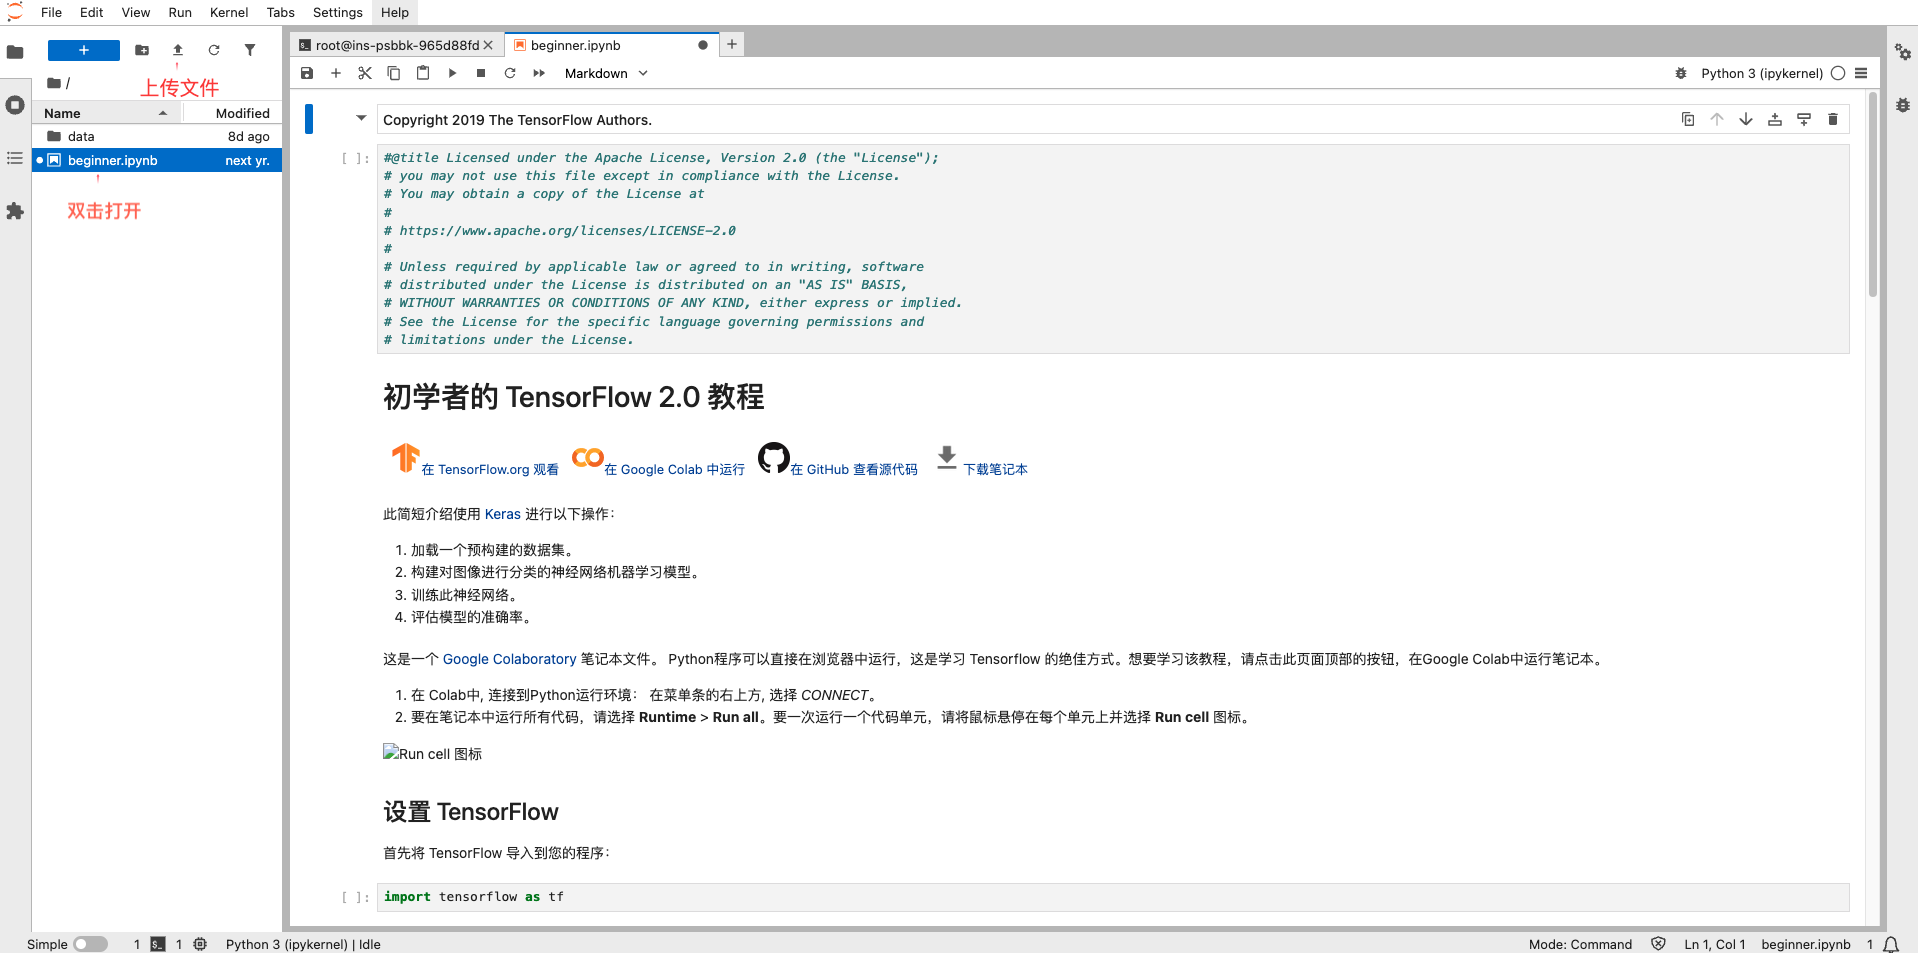 File Edit View Run Kernel Tabs Settings Help
root@ins-psbbk-965d88fd
beginner.ipynb
上传文件
/
Markdown
Python 3 (ipykernel)
Name Modified
data 8d ago
beginner.ipynb next yr.
双击打开
Copyright 2019 The TensorFlow Authors.
[ ]:
#@title Licensed under the Apache License, Version 2.0 (the "License");
# you may not use this file except in compliance with the License.
# You may obtain a copy of the License at
#
# https://www.apache.org/licenses/LICENSE-2.0
#
# Unless required by applicable law or agreed to in writing, software
# distributed under the License is distributed on an "AS IS" BASIS,
# WITHOUT WARRANTIES OR CONDITIONS OF ANY KIND, either express or implied.
# See the License for the specific language governing permissions and
# limitations under the License.
初学者的 TensorFlow 2.0 教程
在 TensorFlow.org 观看 在 Google Colab 中运行 在 GitHub 查看源代码 下载笔记本
此简短介绍使用 Keras 进行以下操作：
1. 加载一个预构建的数据集。
2. 构建对图像进行分类的神经网络机器学习模型。
3. 训练此神经网络。
4. 评估模型的准确率。
这是一个 Google Colaboratory 笔记本文件。 Python程序可以直接在浏览器中运行，这是学习 Tensorflow 的绝佳方式。想要学习该教程，请点击此页面顶部的按钮，在Google Colab中运行笔记本。
1. 在 Colab中, 连接到Python运行环境： 在菜单条的右上方, 选择 CONNECT。
2. 要在笔记本中运行所有代码，请选择 Runtime > Run all。要一次运行一个代码单元，请将鼠标悬停在每个单元上并选择 Run cell 图标。
Run cell 图标
设置 TensorFlow
首先将 TensorFlow 导入到您的程序：
[ ]:
import tensorflow as tf
Simple 1 $_ 1 Python 3 (ipykernel) | Idle Mode: Command Ln 1, Col 1 beginner.ipynb 1